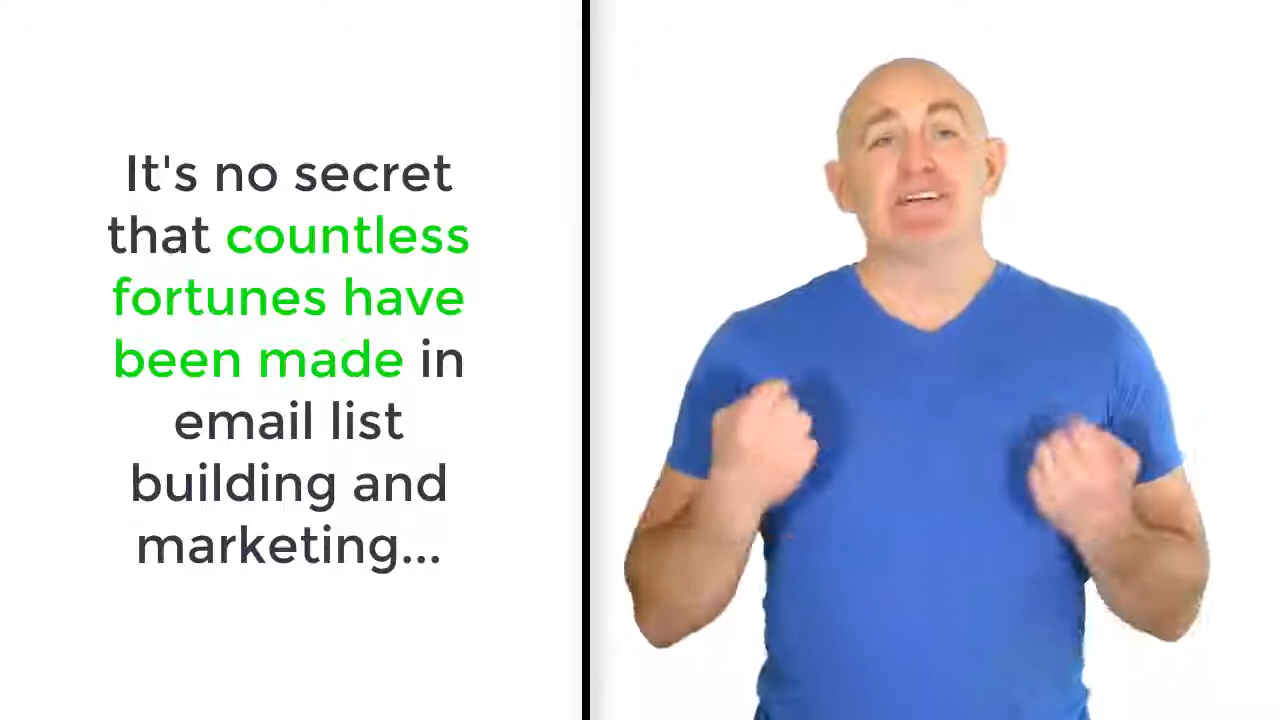 It's no secret
that countless
fortunes have
been made in
email list
building and
marketing...